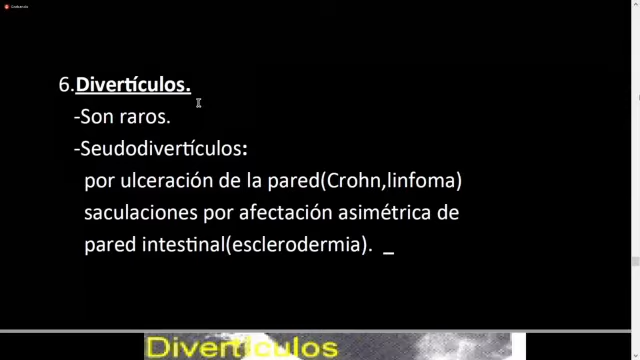 6.Divertículos.
-Son raros.
-Seudodivertículos:
por ulceración de la pared(Crohn,linfoma)
saculaciones por afectación asimétrica de
pared intestinal(esclerodermia). _
Divertículos